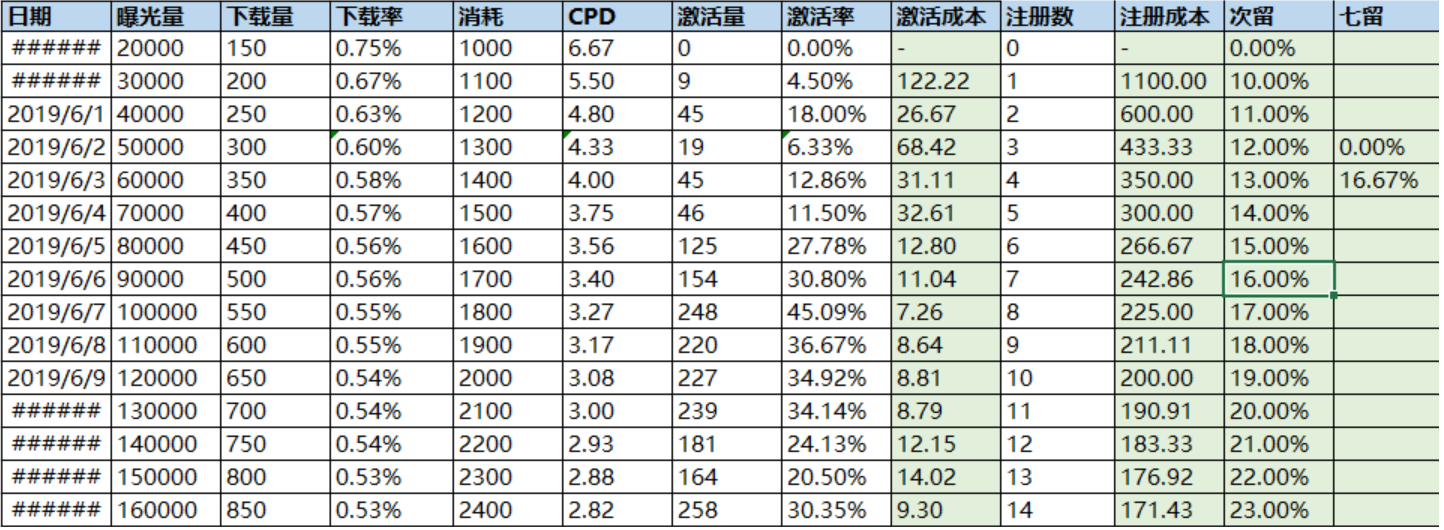 日期 曝光量 下载量 下载率 消耗 CPD 激活量 激活率 激活成本 注册数 注册成本 次留 七留
###### 20000 150 0.75% 1000 6.67 0 0.00% - 0 - 0.00%
###### 30000 200 0.67% 1100 5.50 9 4.50% 122.22 1 1100.00 10.00%
2019/6/1 40000 250 0.63% 1200 4.80 45 18.00% 26.67 2 600.00 11.00%
2019/6/2 50000 300 0.60% 1300 4.33 19 6.33% 68.42 3 433.33 12.00% 0.00%
2019/6/3 60000 350 0.58% 1400 4.00 45 12.86% 31.11 4 350.00 13.00% 16.67%
2019/6/4 70000 400 0.57% 1500 3.75 46 11.50% 32.61 5 300.00 14.00%
2019/6/5 80000 450 0.56% 1600 3.56 125 27.78% 12.80 6 266.67 15.00%
2019/6/6 90000 500 0.56% 1700 3.40 154 30.80% 11.04 7 242.86 16.00%
2019/6/7 100000 550 0.55% 1800 3.27 248 45.09% 7.26 8 225.00 17.00%
2019/6/8 110000 600 0.55% 1900 3.17 220 36.67% 8.64 9 211.11 18.00%
2019/6/9 120000 650 0.54% 2000 3.08 227 34.92% 8.81 10 200.00 19.00%
###### 130000 700 0.54% 2100 3.00 239 34.14% 8.79 11 190.91 20.00%
###### 140000 750 0.54% 2200 2.93 181 24.13% 12.15 12 183.33 21.00%
###### 150000 800 0.53% 2300 2.88 164 20.50% 14.02 13 176.92 22.00%
###### 160000 850 0.53% 2400 2.82 258 30.35% 9.30 14 171.43 23.00%